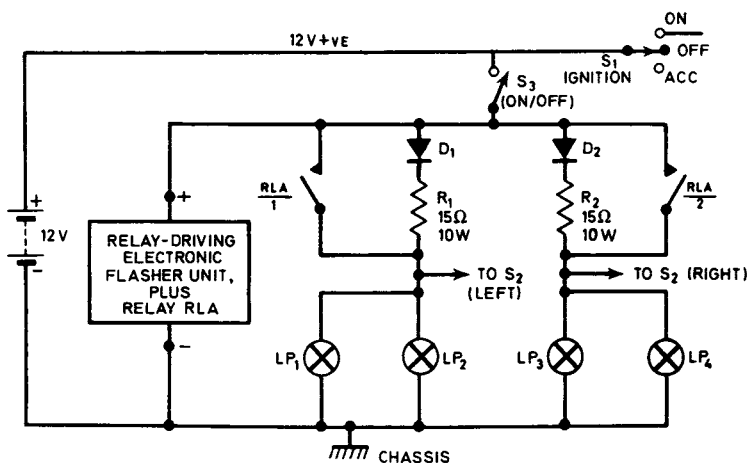 ON
12V+VE
S1
IGNITION
OFF
ACC
S3
(ON/OFF)
D1
D2
+
RLA
1
R1
15Ω
10W
R2
15Ω
10W
RLA
2
+
12V
-
RELAY-DRIVING
ELECTRONIC
FLASHER UNIT,
PLUS
RELAY RLA
TO S2
(LEFT)
TO S2 (RIGHT)
-
LP1
LP2
LP3
LP4
CHASSIS